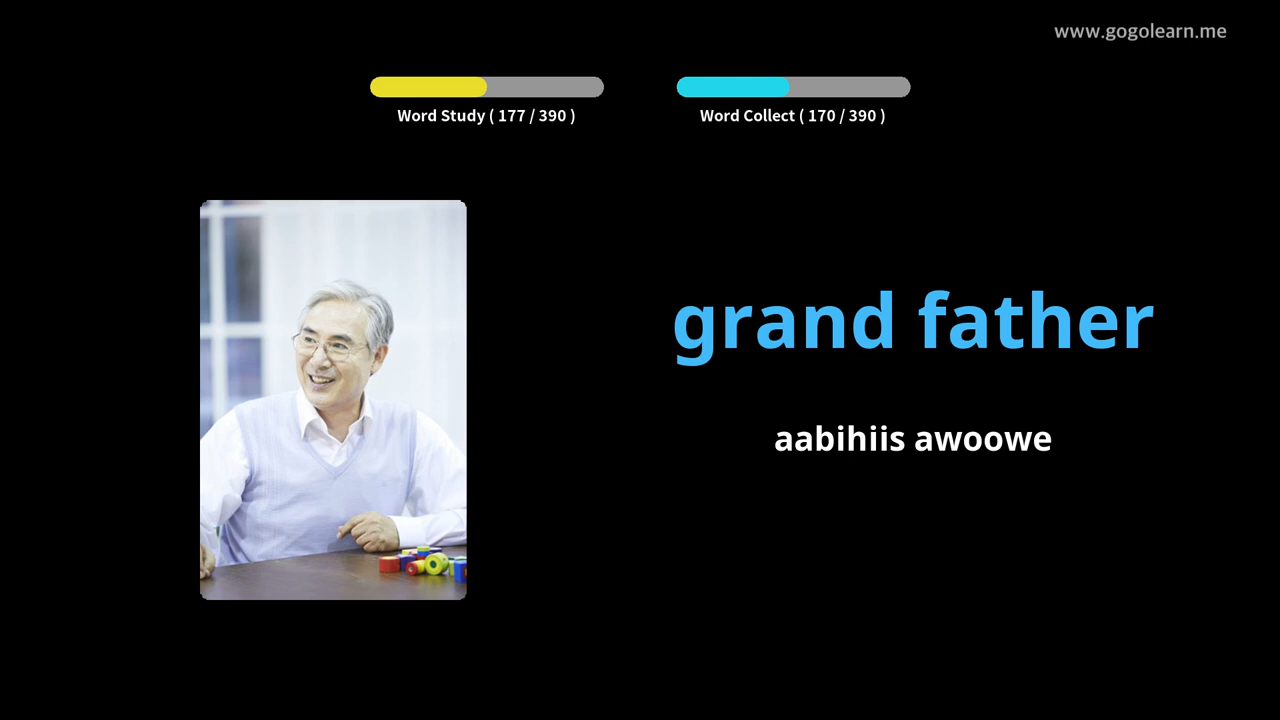 www.gogolearn.me
Word Study ( 177 / 390 )
Word Collect ( 170 / 390 )
grand father
aabihiis awoowe